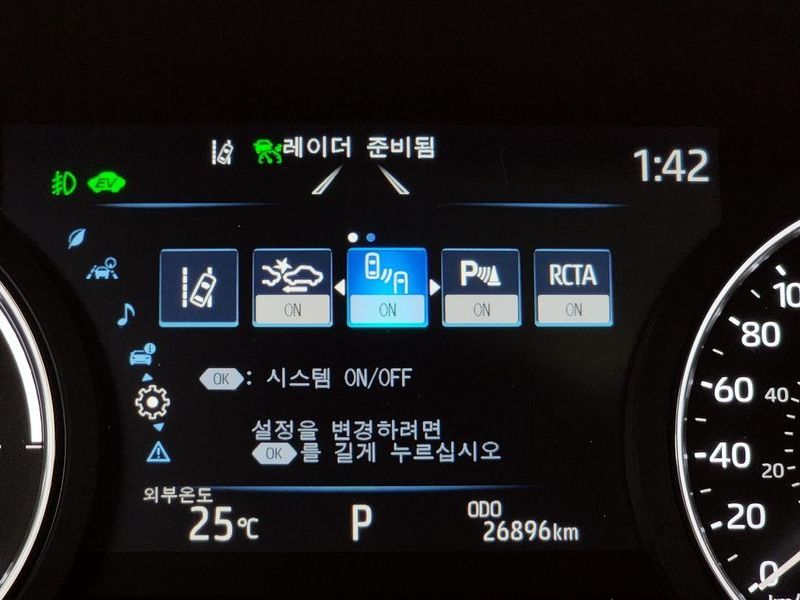 레이더 준비됨
1:42
EV
P RCTA
ON ON ON ON
OK : 시스템 ON/OFF
설정을 변경하려면
OK 를 길게 누르십시오
외부온도
25℃ P ODO
26896km
100
80
60 40
40
20 20
0